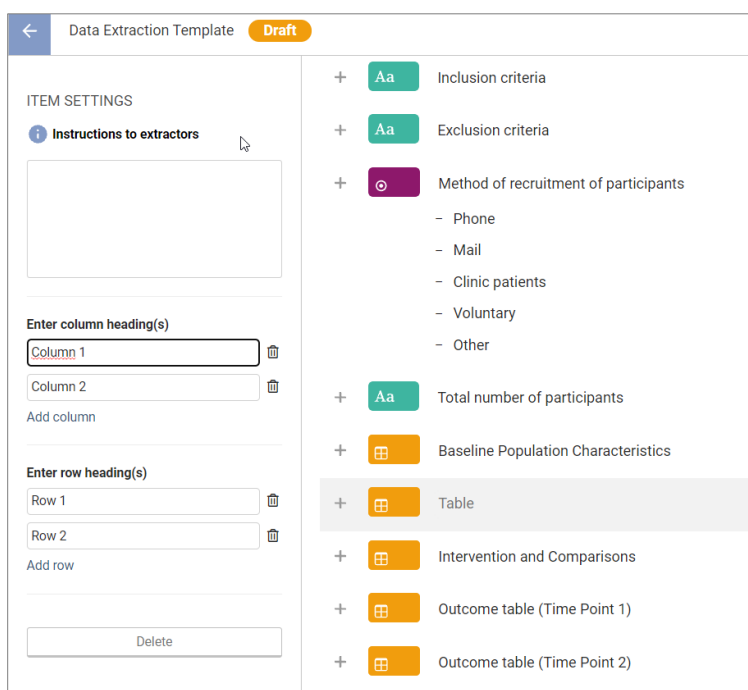 Data Extraction Template Draft
ITEM SETTINGS
Instructions to extractors
Enter column heading(s)
Column 1
Column 2
Add column
Enter row heading(s)
Row 1
Row 2
Add row
Delete
Aa Inclusion criteria
Aa Exclusion criteria
Method of recruitment of participants
– Phone
– Mail
– Clinic patients
– Voluntary
– Other
Aa Total number of participants
Baseline Population Characteristics
Table
Intervention and Comparisons
Outcome table (Time Point 1)
Outcome table (Time Point 2)